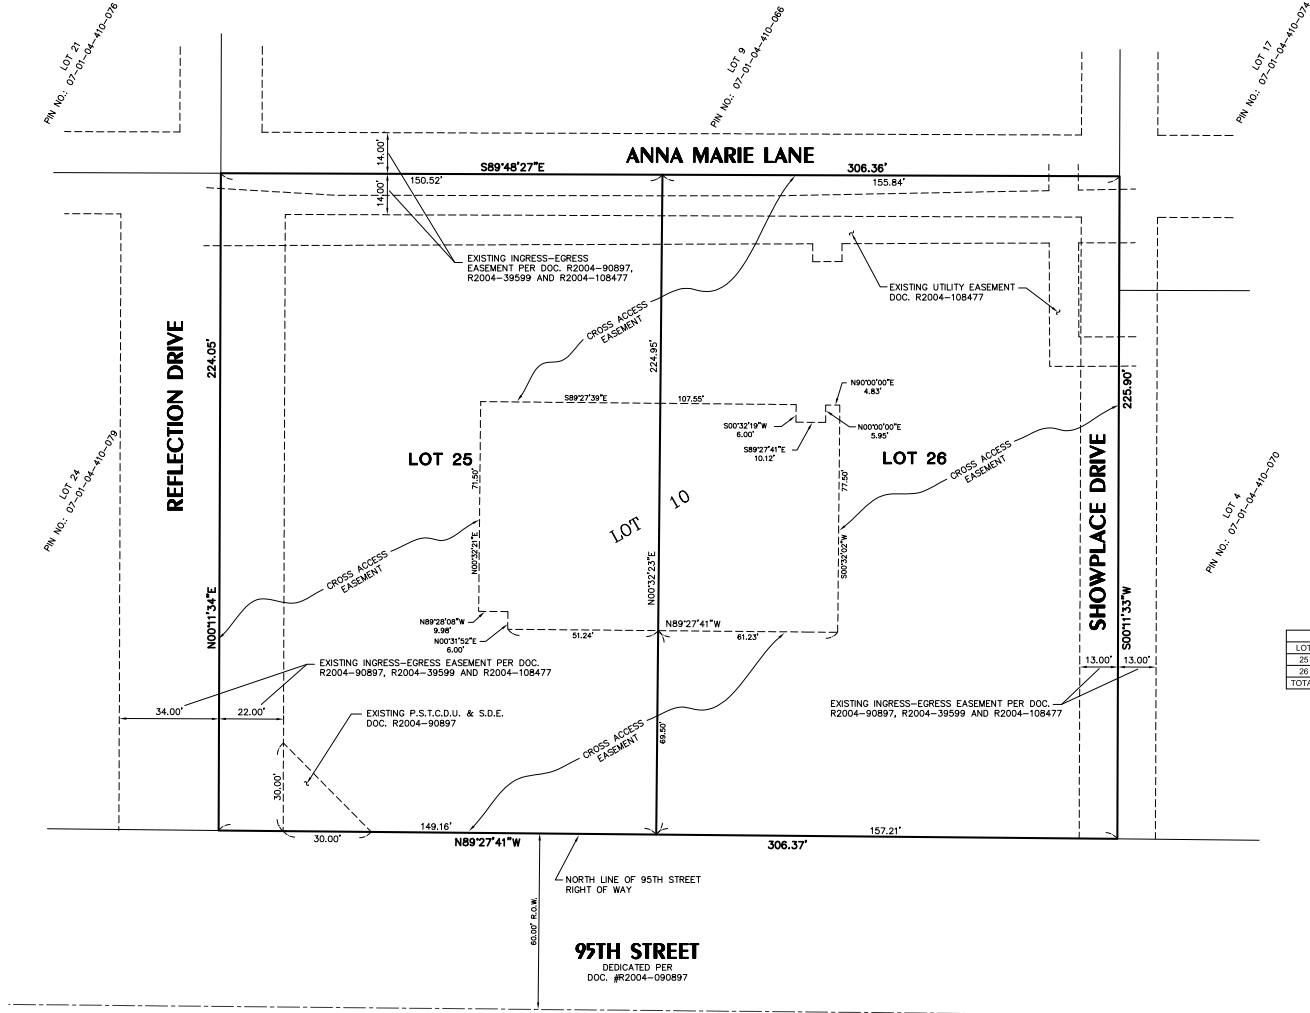 LOT 21
PIN NO.: 07-01-04-410-076
LOT 9
PIN NO.: 07-01-04-410-066
LOT 17
PIN NO.: 07-01-04-410-074
ANNA MARIE LANE
S89°48'27"E
306.36'
14.00'
150.52'
155.84'
14.00'
EXISTING INGRESS-EGRESS
EASEMENT PER DOC. R2004-90897,
R2004-39599 AND R2004-108477
EXISTING UTILITY EASEMENT
DOC. R2004-108477
CROSS ACCESS
EASEMENT
REFLECTION DRIVE
224.05'
224.95'
225.90'
N90°00'00"E
4.83'
S89°27'39"E
107.55'
S00°32'19"W
6.00'
N00°00'00"E
5.95'
S89°27'41"E
10.12'
LOT 25
LOT 26
LOT 24
PIN NO.: 07-01-04-410-079
71.50'
77.50'
CROSS ACCESS
EASEMENT
SHOWPLACE DRIVE
LOT 10
LOT 4
PIN NO.: 07-01-04-410-070
N00°32'21"E
N00°32'23"E
S00°32'02"W
CROSS ACCESS
EASEMENT
N00°11'34"E
S00°11'33"W
N89°28'08"W
9.98'
N00°31'52"E
6.00'
51.24'
N89°27'41"W
61.23'
EXISTING INGRESS-EGRESS EASEMENT PER DOC.
R2004-90897, R2004-39599 AND R2004-108477
13.00'
13.00'
LOT
25
26
TOTA
34.00'
22.00'
EXISTING P.S.T.C.D.U. & S.D.E.
DOC. R2004-90897
EXISTING INGRESS-EGRESS EASEMENT PER DOC.
R2004-90897, R2004-39599 AND R2004-108477
69.50'
CROSS ACCESS
EASEMENT
30.00'
30.00'
149.16'
157.21'
N89°27'41"W
306.37'
NORTH LINE OF 95TH STREET
RIGHT OF WAY
60.00' R.O.W.
95TH STREET
DEDICATED PER
DOC. #R2004-090897